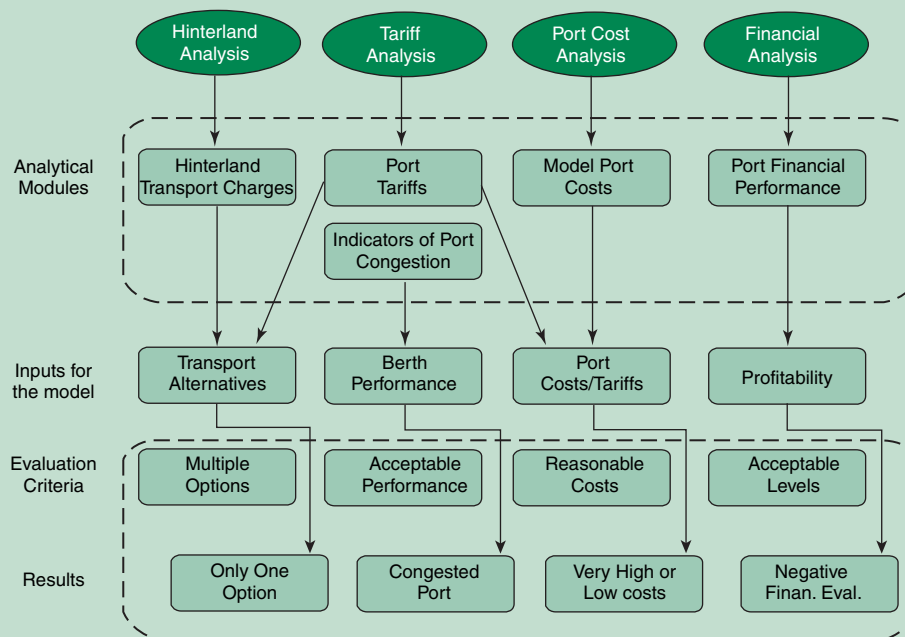 Hinterland
Analysis
Tariff
Analysis
Port Cost
Analysis
Financial
Analysis
Analytical
Modules
Hinterland
Transport Charges
Port
Tariffs
Model Port
Costs
Port Financial
Performance
Indicators of Port
Congestion
Inputs for
the model
Transport
Alternatives
Berth
Performance
Port
Costs/Tariffs
Profitability
Evaluation
Criteria
Multiple
Options
Acceptable
Performance
Reasonable
Costs
Acceptable
Levels
Results
Only One
Option
Congested
Port
Very High or
Low costs
Negative
Finan. Eval.